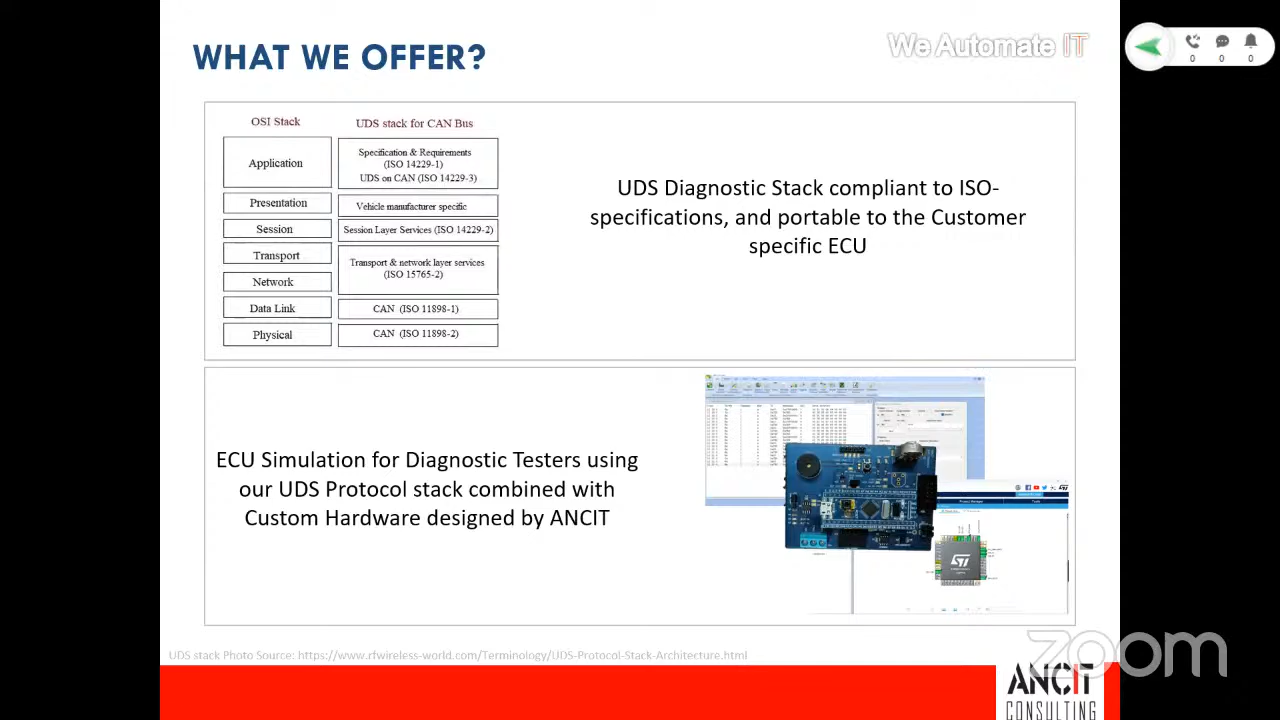 WHAT WE OFFER?
We Automate IT
0 0 0
OSI Stack
UDS stack for CAN Bus
Application
Specification & Requirements
(ISO 14229-1)
UDS on CAN (ISO 14229-3)
Presentation
Vehicle manufacturer specific
Session
Session Layer Services (ISO 14229-2)
Transport
Network
Transport & network layer services
(ISO 15765-2)
Data Link
CAN (ISO 11898-1)
Physical
CAN (ISO 11898-2)
UDS Diagnostic Stack compliant to ISO-
specifications, and portable to the Customer
specific ECU
ECU Simulation for Diagnostic Testers using
our UDS Protocol stack combined with
Custom Hardware designed by ANCIT
UDS stack Photo Source: https://www.rfwireless-world.com/Terminology/UDS-Protocol-Stack-Architecture.html
zoom
ANCIT
CONSULTING